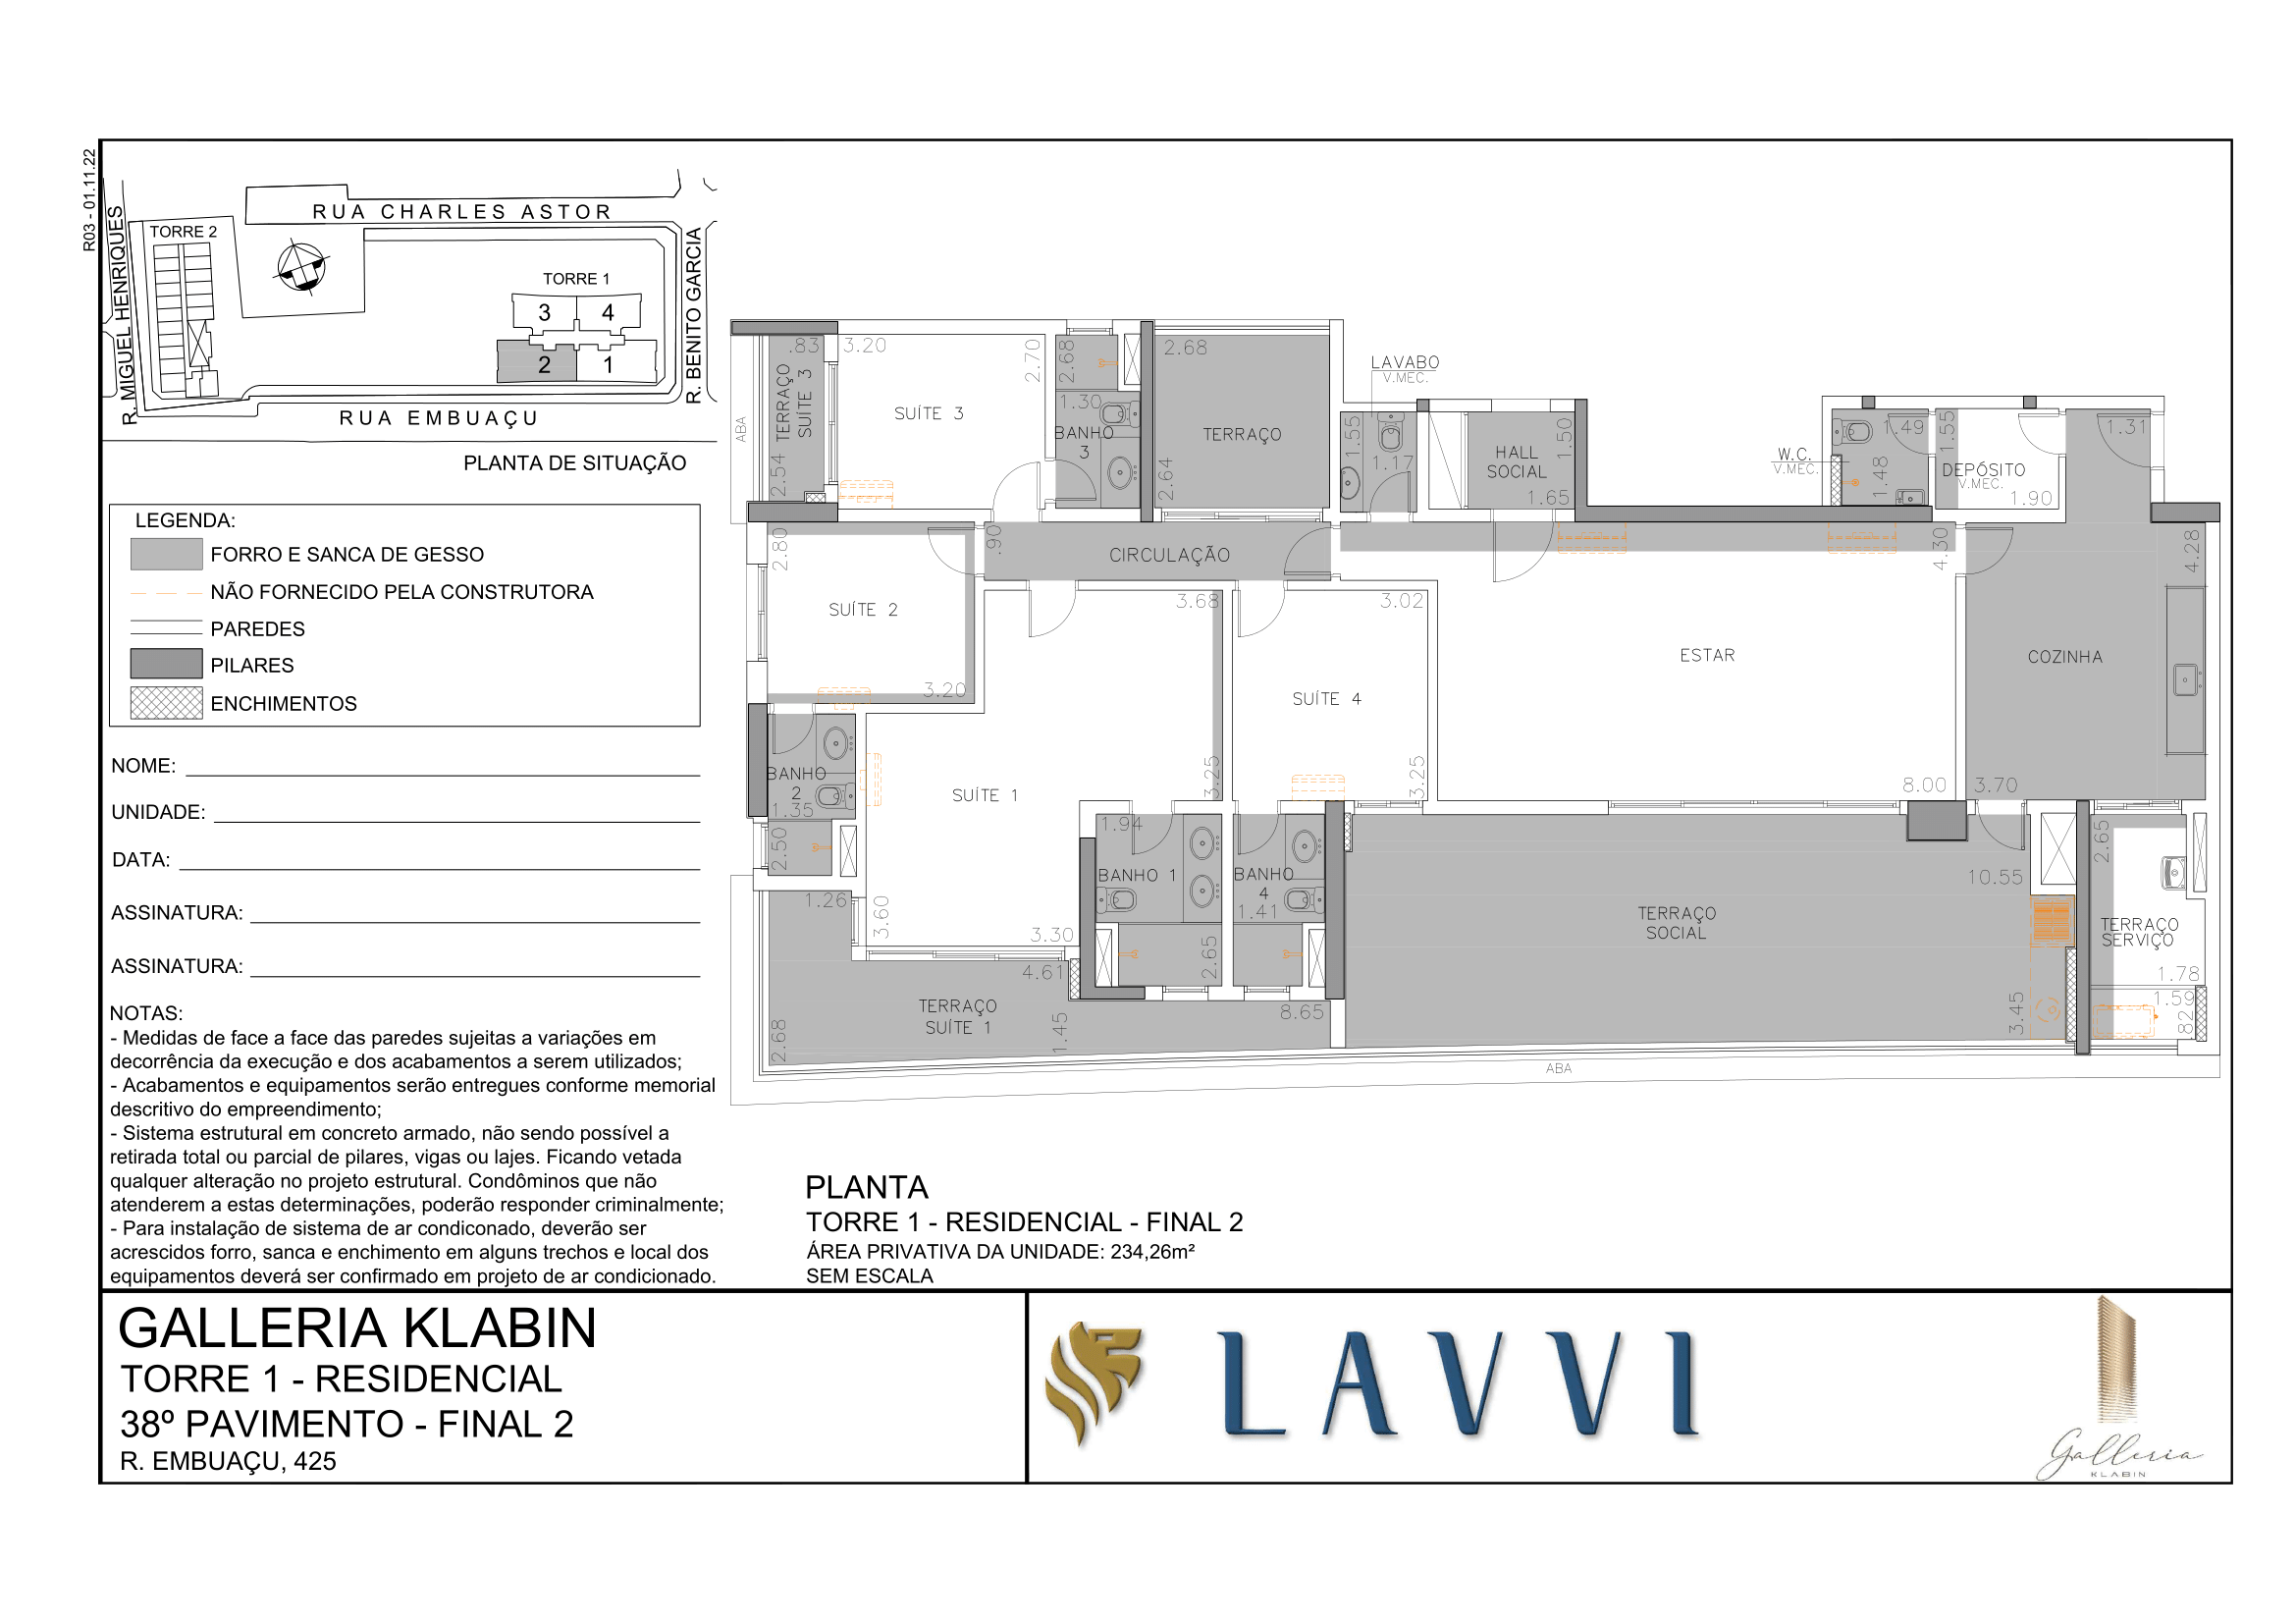 R03 - 01.11.22
RUA CHARLES ASTOR
R. MIGUEL HENRIQUES
TORRE 2
TORRE 1
3
4
2
1
R. BENITO GARCIA
RUA EMBUAÇU
PLANTA DE SITUAÇÃO
LEGENDA:
FORRO E SANCA DE GESSO
NÃO FORNECIDO PELA CONSTRUTORA
PAREDES
PILARES
ENCHIMENTOS
NOME:
UNIDADE:
DATA:
ASSINATURA:
ASSINATURA:
NOTAS:
- Medidas de face a face das paredes sujeitas a variações em
decorrência da execução e dos acabamentos a serem utilizados;
- Acabamentos e equipamentos serão entregues conforme memorial
descritivo do empreendimento;
- Sistema estrutural em concreto armado, não sendo possível a
retirada total ou parcial de pilares, vigas ou lajes. Ficando vetada
qualquer alteração no projeto estrutural. Condôminos que não
atenderem a estas determinações, poderão responder criminalmente;
- Para instalação de sistema de ar condiconado, deverão ser
acrescidos forro, sanca e enchimento em alguns trechos e local dos
equipamentos deverá ser confirmado em projeto de ar condicionado.
ABA
.83
TERRAÇO
SUÍTE 3
2.54
3.20
2.70
SUÍTE 3
2.68
1.30
BANHO
3
2.68
TERRAÇO
2.64
LAVABO
V.MEC.
1.55
1.17
HALL
SOCIAL
1.50
1.65
W.C.
V.MEC.
1.49
1.48
1.55
DEPÓSITO
V.MEC.
1.90
1.31
2.80
SUÍTE 2
3.20
.90
CIRCULAÇÃO
3.68
3.02
SUÍTE 4
3.25
3.25
4.30
ESTAR
8.00
4.28
COZINHA
3.70
BANHO
2
1.35
2.50
SUÍTE 1
3.60
3.30
1.26
1.94
BANHO 1
2.65
BANHO
4
1.41
4.61
TERRAÇO
SUÍTE 1
2.68
1.45
8.65
TERRAÇO
SOCIAL
10.55
3.45
2.65
TERRAÇO
SERVIÇO
1.78
1.59
.82
ABA
PLANTA
TORRE 1 - RESIDENCIAL - FINAL 2
ÁREA PRIVATIVA DA UNIDADE: 234,26m²
SEM ESCALA
GALLERIA KLABIN
TORRE 1 - RESIDENCIAL
38º PAVIMENTO - FINAL 2
R. EMBUAÇU, 425
LAVVI
Galleria
KLABIN